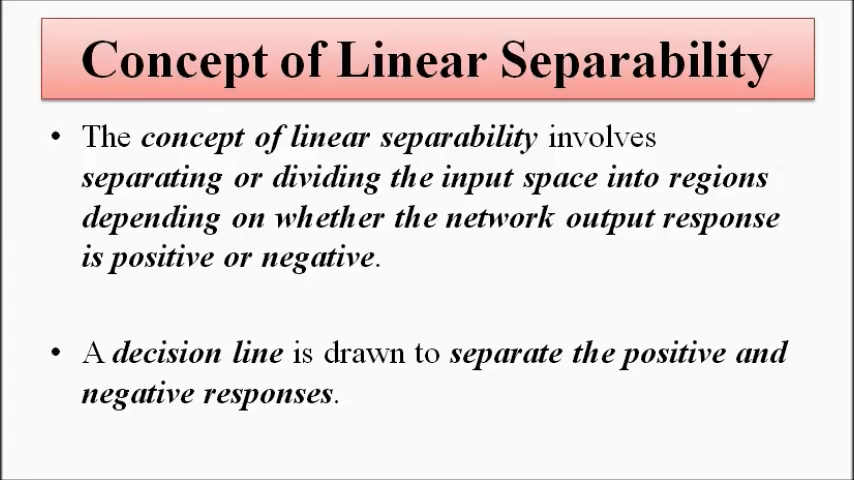 Concept of Linear Separability
• The concept of linear separability involves
separating or dividing the input space into regions
depending on whether the network output response
is positive or negative.
• A decision line is drawn to separate the positive and
negative responses.